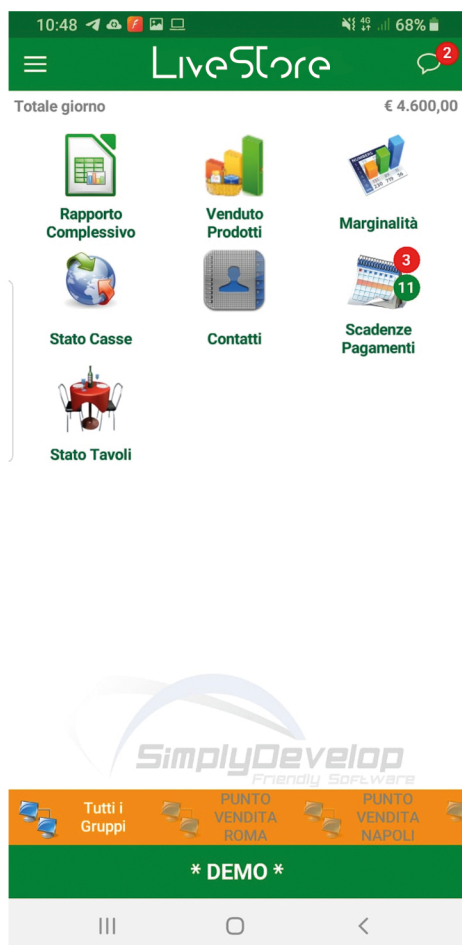 10:48
4G
68%
LiveStore
2
Totale giorno
€ 4.600,00
Rapporto
Complessivo
Venduto
Prodotti
Marginalità
3
11
Stato Casse
Contatti
Scadenze
Pagamenti
Stato Tavoli
SimplyDevelop
Friendly Software
Tutti i
Gruppi
PUNTO
VENDITA
ROMA
PUNTO
VENDITA
NAPOLI
* DEMO *